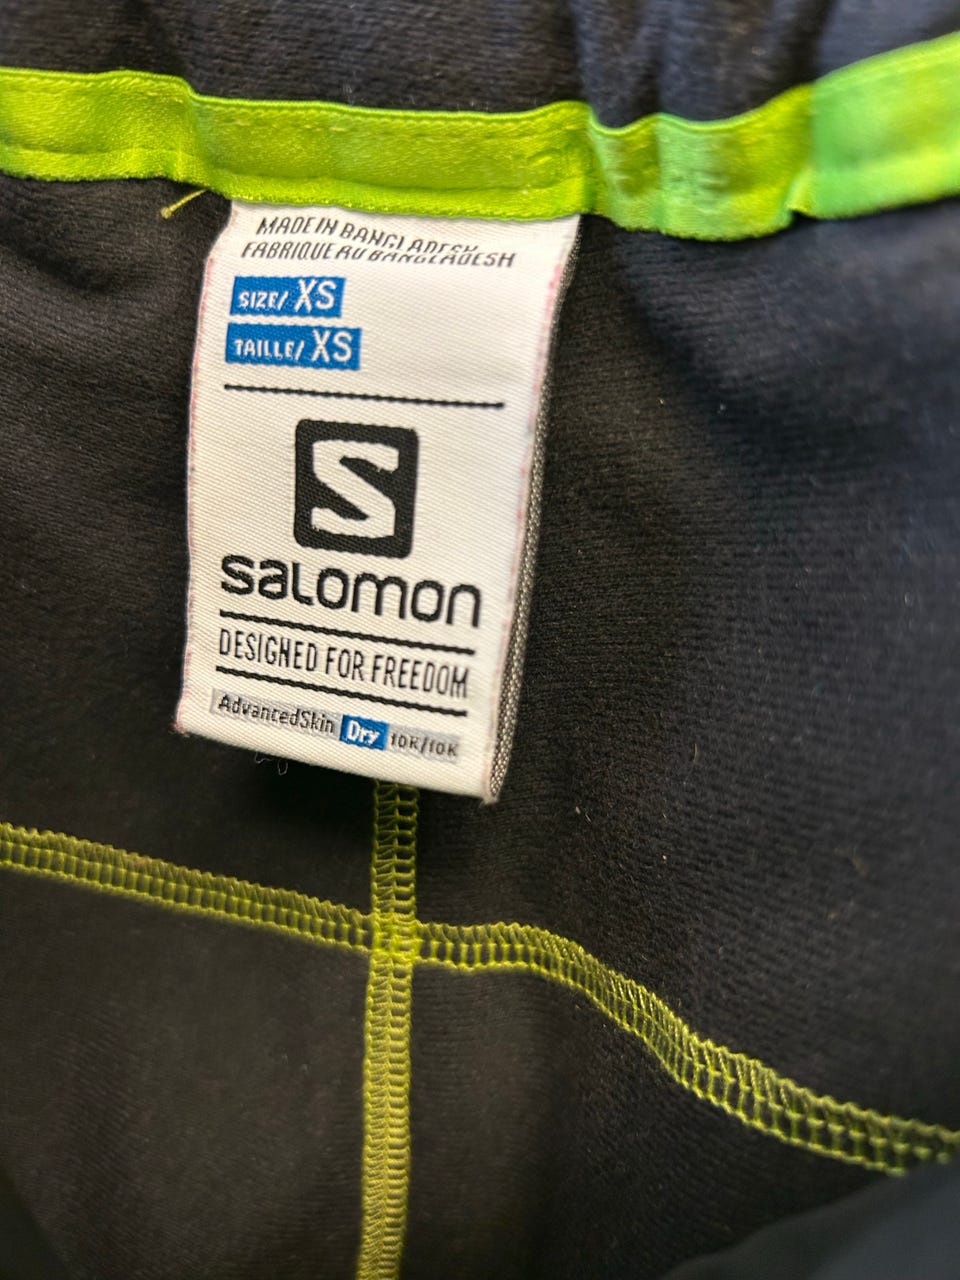 MADE IN BANGLADESH
FABRIQUE AU BANGLADESH
SIZE/ XS
TAILLE/ XS
S
SALOMON
DESIGNED FOR FREEDOM
AdvancedSkin Dry 10K/10K